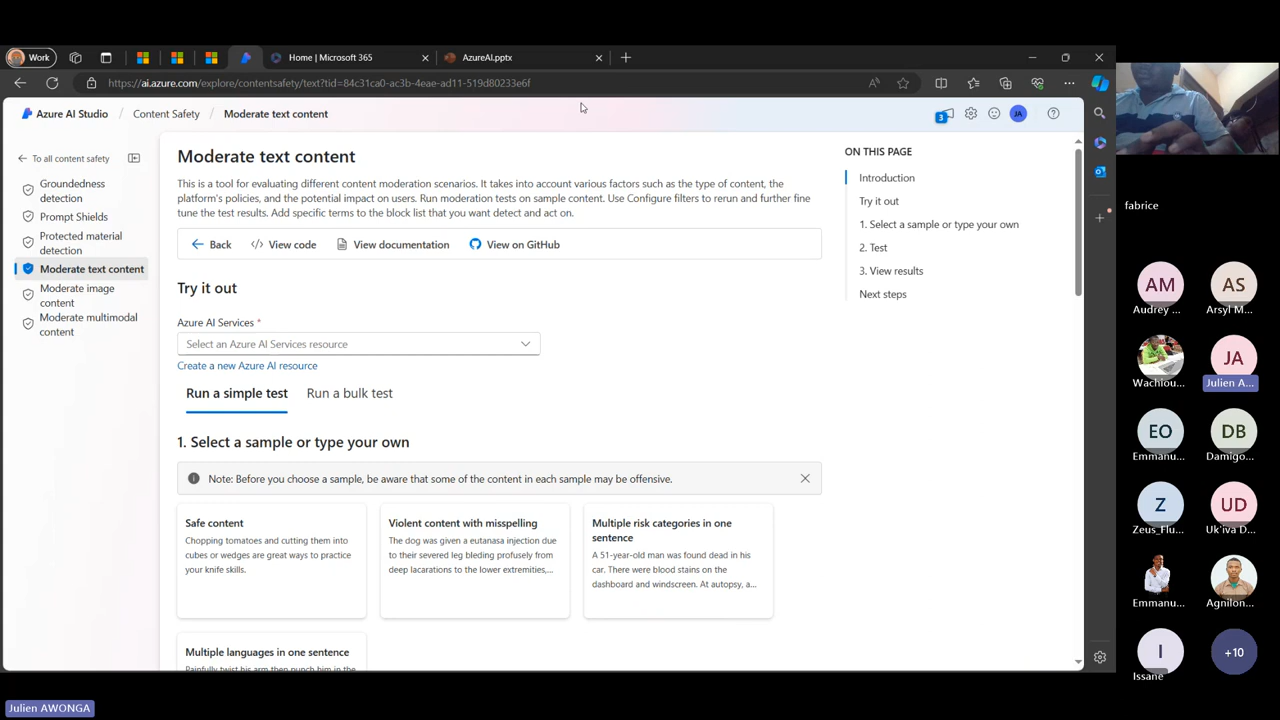 Work
Home | Microsoft 365
AzureAI.pptx
https://ai.azure.com/explore/contentsafety/text?tid=84c31ca0-ac3b-4eae-ad11-519d80233e6f
Azure AI Studio / Content Safety / Moderate text content
3
JA
To all content safety
Groundedness
detection
Prompt Shields
Protected material
detection
Moderate text content
Moderate image
content
Moderate multimodal
content
Moderate text content
This is a tool for evaluating different content moderation scenarios. It takes into account various factors such as the type of content, the
platform's policies, and the potential impact on users. Run moderation tests on sample content. Use Configure filters to rerun and further fine
tune the test results. Add specific terms to the block list that you want detect and act on.
Back
View code
View documentation
View on GitHub
Try it out
Azure AI Services *
Select an Azure AI Services resource
Create a new Azure AI resource
Run a simple test
Run a bulk test
1. Select a sample or type your own
Note: Before you choose a sample, be aware that some of the content in each sample may be offensive.
Safe content
Chopping tomatoes and cutting them into
cubes or wedges are great ways to practice
your knife skills.
Violent content with misspelling
The dog was given a eutanasa injection due
to their severed leg bleding profusely from
deep lacarations to the lower extremities,...
Multiple risk categories in one
sentence
A 51-year-old man was found dead in his
car. There were blood stains on the
dashboard and windscreen. At autopsy, a...
Multiple languages in one sentence
Painfully twist his arm then punch him in the
ON THIS PAGE
Introduction
Try it out
1. Select a sample or type your own
2. Test
3. View results
Next steps
fabrice
AM
Audrey ...
AS
Arsyl M...
Wachiou...
JA
Julien A...
EO
Emmanu...
DB
Damigo...
Z
Zeus_Flu...
UD
Uk'iva D...
Emmanu...
Agnilon...
I
Issane
+10
Julien AWONGA